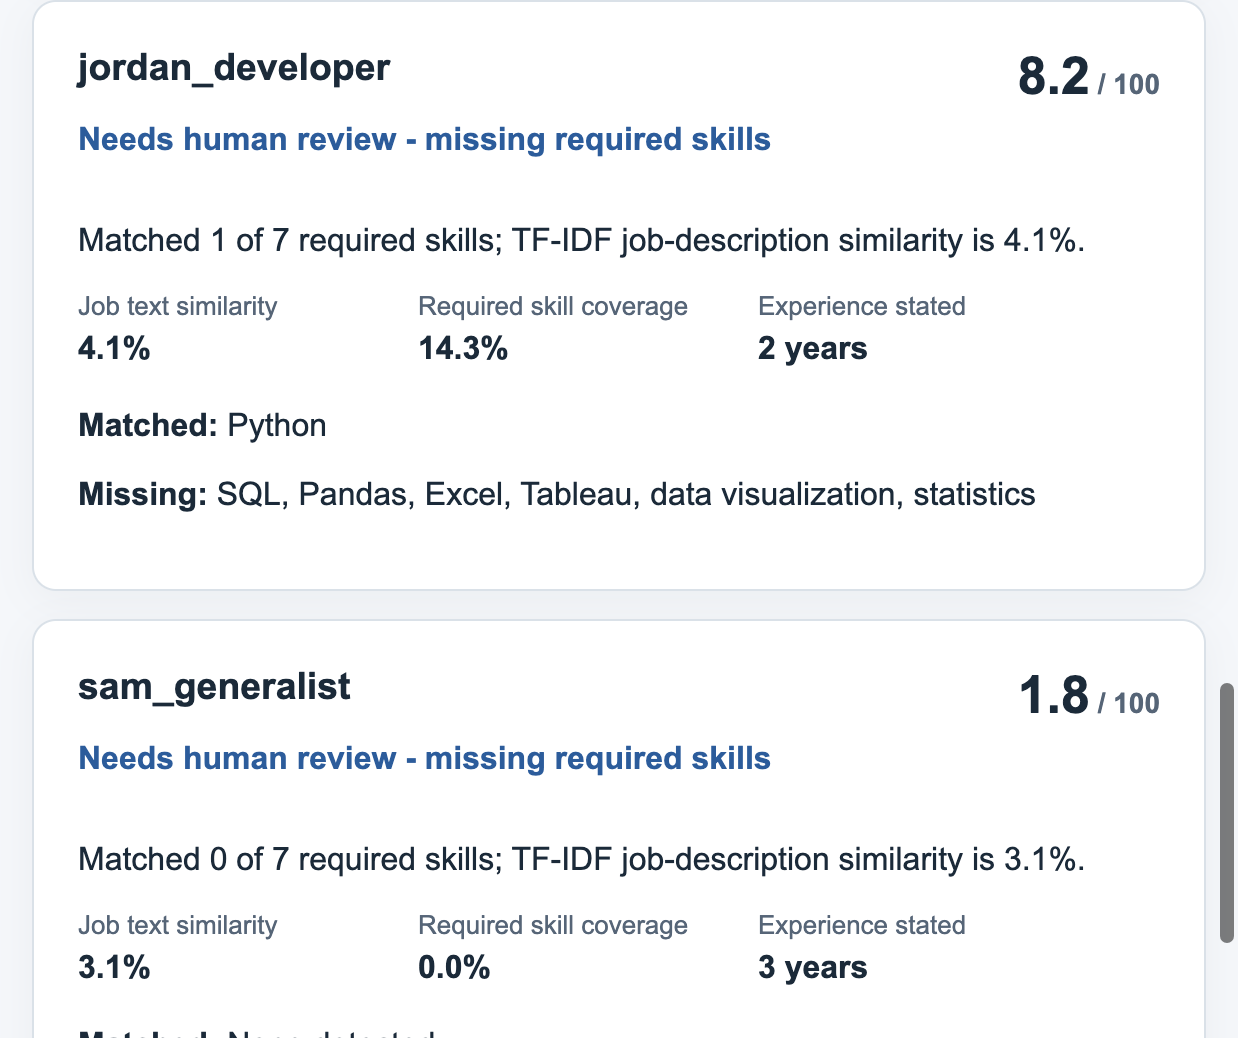 jordan_developer
8.2 / 100
Needs human review - missing required skills
Matched 1 of 7 required skills; TF-IDF job-description similarity is 4.1%.
Job text similarity Required skill coverage Experience stated
4.1% 14.3% 2 years
Matched: Python
Missing: SQL, Pandas, Excel, Tableau, data visualization, statistics
sam_generalist
1.8 / 100
Needs human review - missing required skills
Matched 0 of 7 required skills; TF-IDF job-description similarity is 3.1%.
Job text similarity Required skill coverage Experience stated
3.1% 0.0% 3 years
Matched: None detected